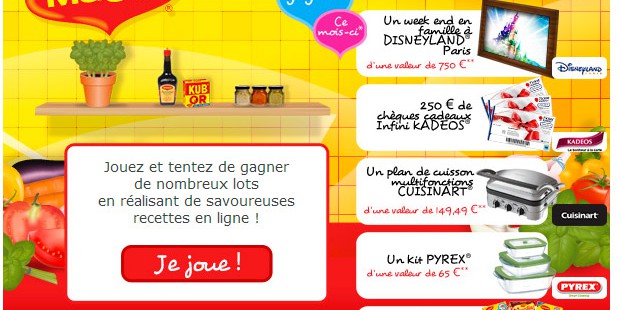 Ce
mois-ci*
Un week end en
famille à
DISNEYLAND®
Paris
d'une valeur de 750 €**
DISNEYLAND
KUB
OR
250 € de
chèques cadeaux
Infini KADEOS®
KADEOS
Jouez et tentez de gagner
de nombreux lots
en réalisant de savoureuses
recettes en ligne !
Je joue !
Un plan de cuisson
multifonctions
CUISINART®
d'une valeur de 149,49 €**
Cuisinart
Un Kit PYREX®
d'une valeur de 65 €**
PYREX